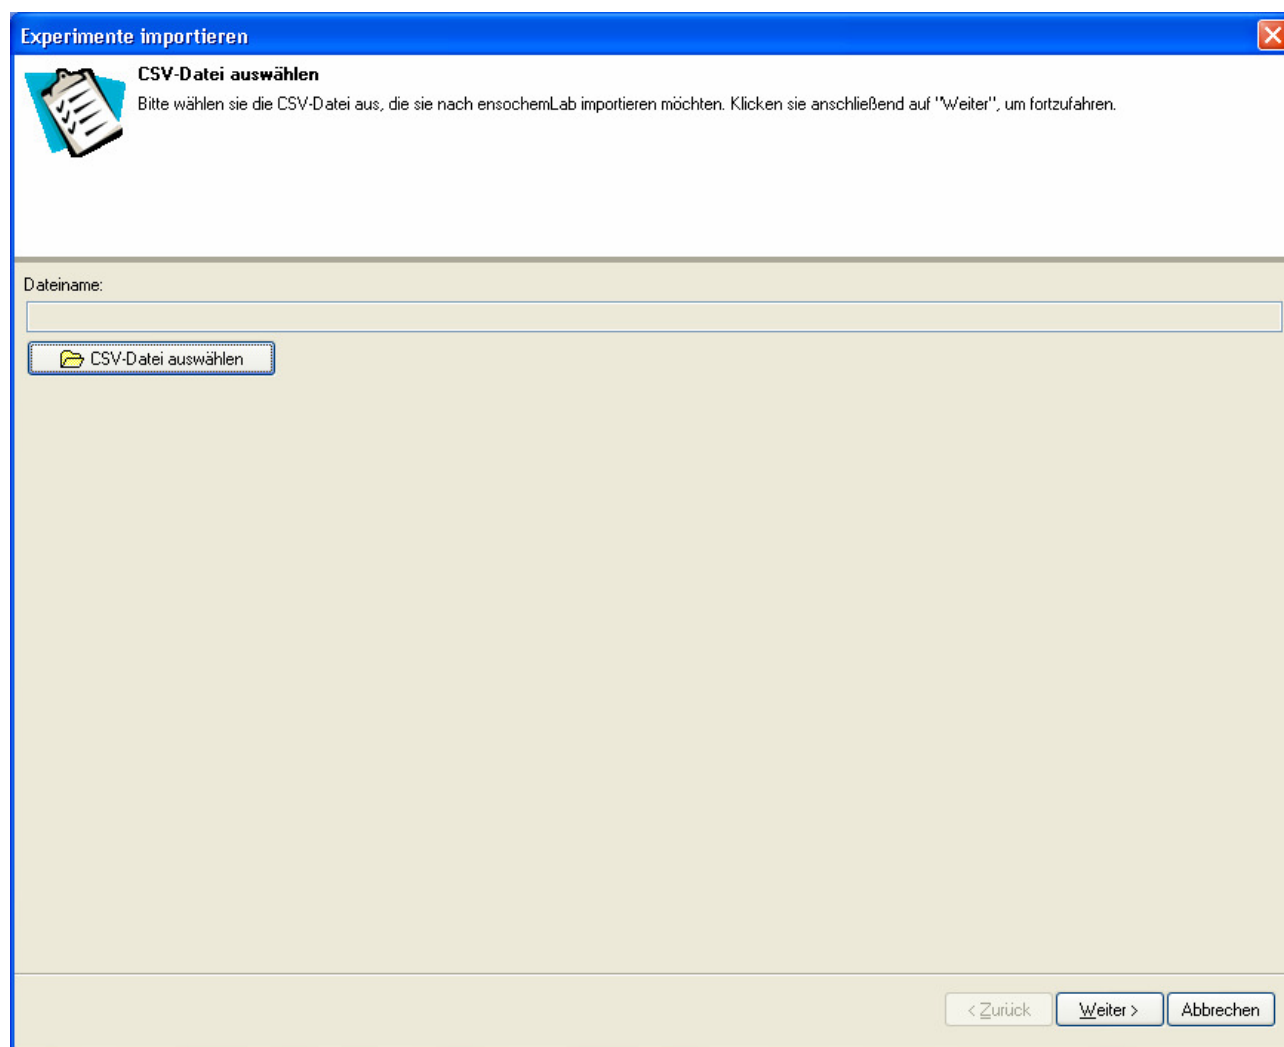 Experimente importieren
CSV-Datei auswählen
Bitte wählen sie die CSV-Datei aus, die sie nach ensochemLab importieren möchten. Klicken sie anschließend auf "Weiter", um fortzufahren.
Dateiname:
CSV-Datei auswählen
< Zurück Weiter > Abbrechen